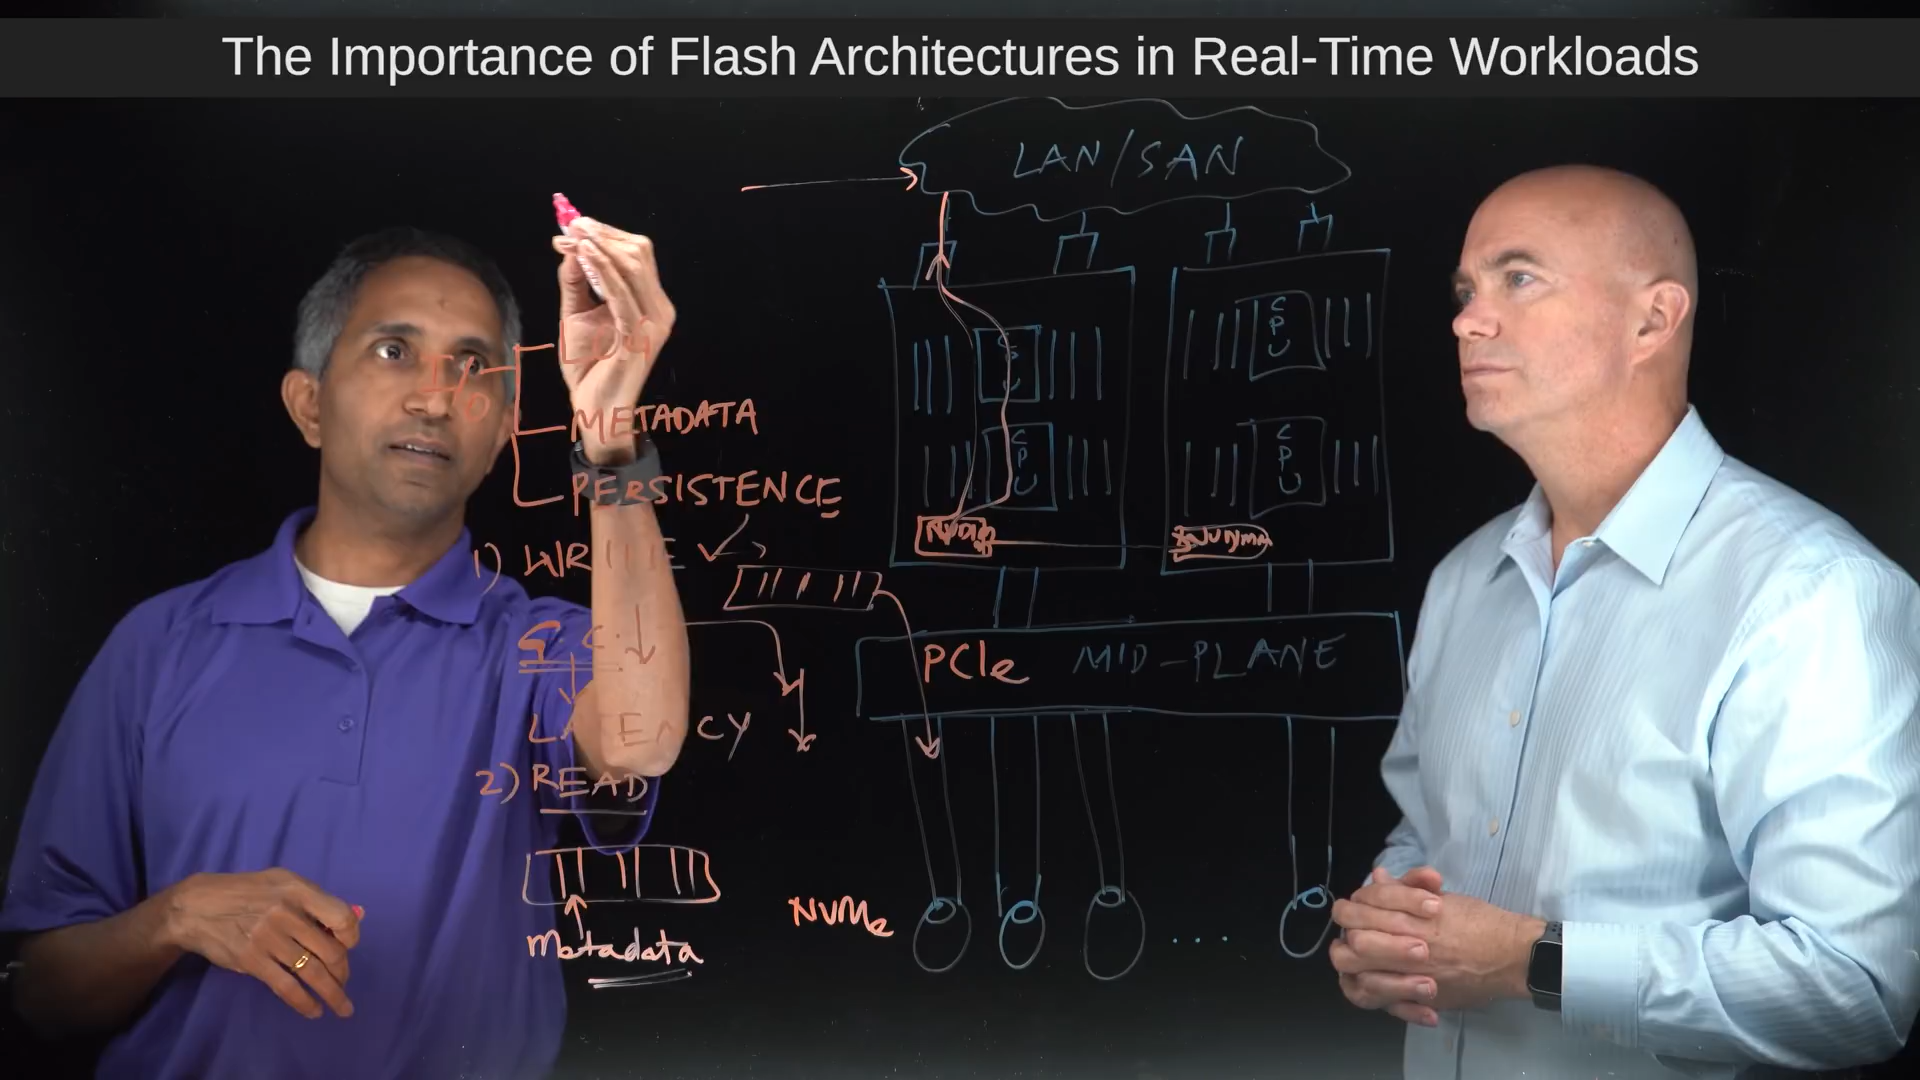 The Importance of Flash Architectures in Real-Time Workloads
LAN/SAN
I/O
LOG
METADATA
PERSISTENCE
1) WRITE ✓
G.C. ↓
LATENCY
2) READ
Metadata
CPU
CPU
CPU
CPU
PCIe MID-PLANE
NVMe
...